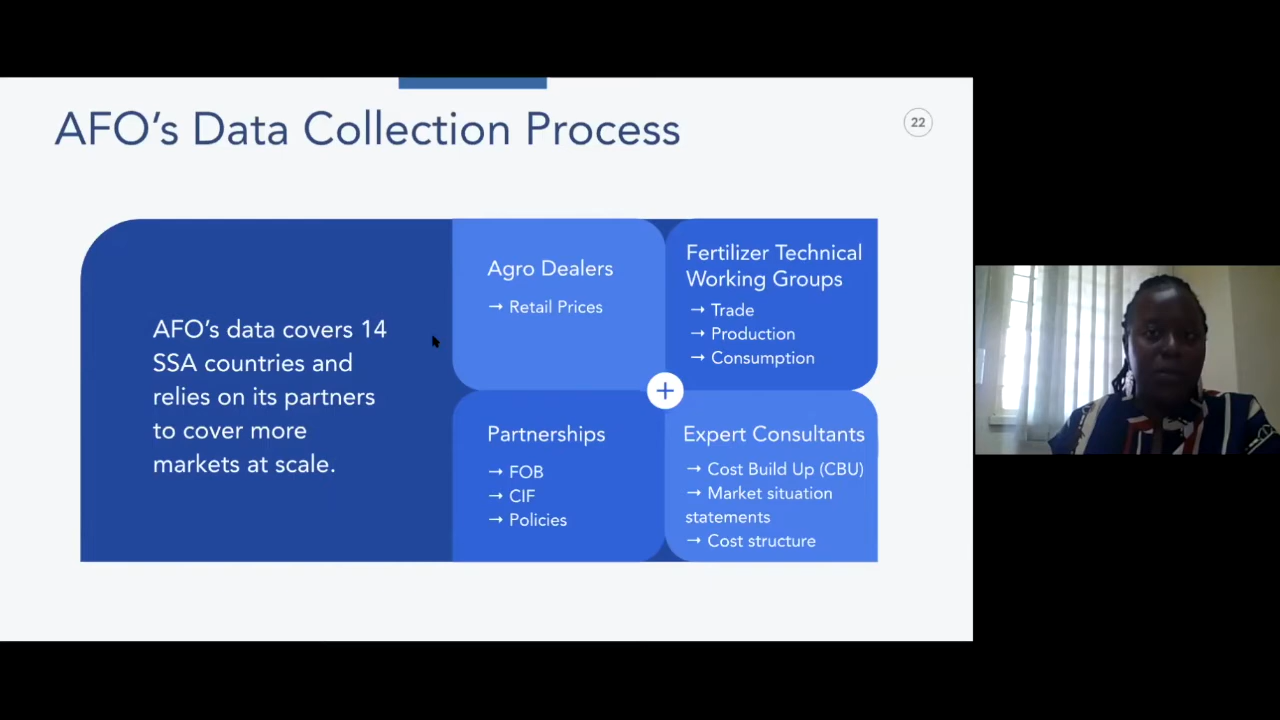 AFO’s Data Collection Process
22
AFO’s data covers 14
SSA countries and
relies on its partners
to cover more
markets at scale.
Agro Dealers
→ Retail Prices
Fertilizer Technical
Working Groups
→ Trade
→ Production
→ Consumption
Partnerships
→ FOB
→ CIF
→ Policies
Expert Consultants
→ Cost Build Up (CBU)
→ Market situation
statements
→ Cost structure